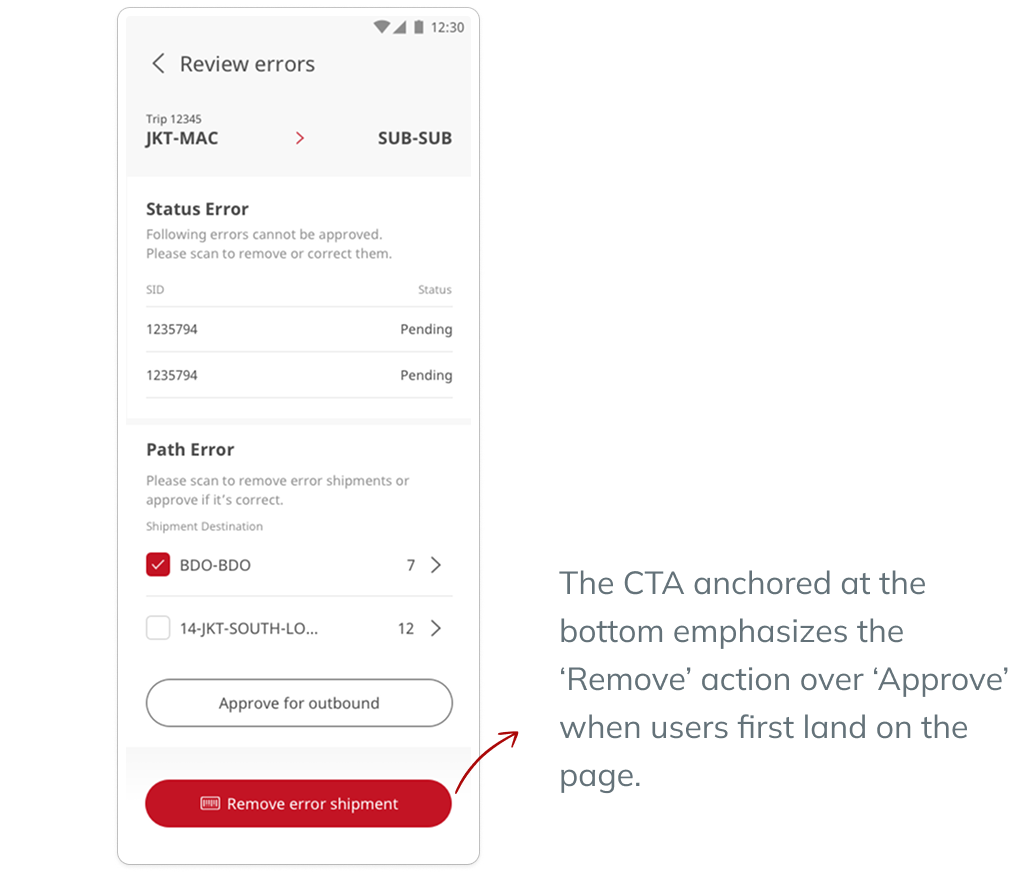 12:30
Review errors
Trip 12345
JKT-MAC > SUB-SUB
Status Error
Following errors cannot be approved.
Please scan to remove or correct them.
SID Status
1235794 Pending
1235794 Pending
Path Error
Please scan to remove error shipments or
approve if it's correct.
Shipment Destination
BDO-BDO 7
14-JKT-SOUTH-LO... 12
Approve for outbound
Remove error shipment
The CTA anchored at the
bottom emphasizes the
‘Remove’ action over ‘Approve’
when users first land on the
page.